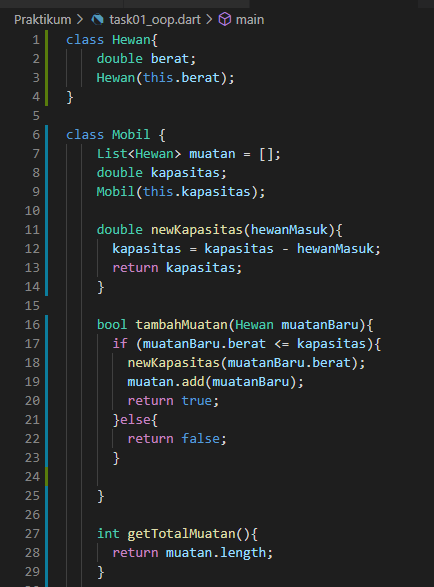 Praktikum > task01_oop.dart > main
1 class Hewan{
2 double berat;
3 Hewan(this.berat);
4 }
5
6 class Mobil {
7 List<Hewan> muatan = [];
8 double kapasitas;
9 Mobil(this.kapasitas);
10
11 double newKapasitas(hewanMasuk){
12 kapasitas = kapasitas - hewanMasuk;
13 return kapasitas;
14 }
15
16 bool tambahMuatan(Hewan muatanBaru){
17 if (muatanBaru.berat <= kapasitas){
18 newKapasitas(muatanBaru.berat);
19 muatan.add(muatanBaru);
20 return true;
21 }else{
22 return false;
23 }
24
25 }
26
27 int getTotalMuatan(){
28 return muatan.length;
29 }